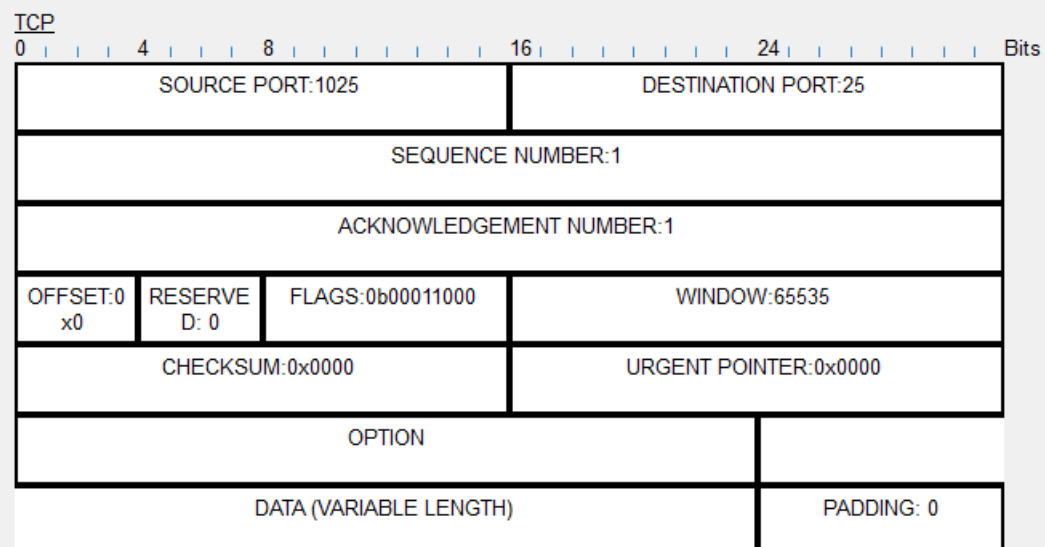 TCP
0 4 8 16 24 Bits
SOURCE PORT:1025 DESTINATION PORT:25
SEQUENCE NUMBER:1
ACKNOWLEDGEMENT NUMBER:1
OFFSET:0 RESERVE FLAGS:0b00011000 WINDOW:65535
x0 D: 0
CHECKSUM:0x0000 URGENT POINTER:0x0000
OPTION
DATA (VARIABLE LENGTH) PADDING: 0